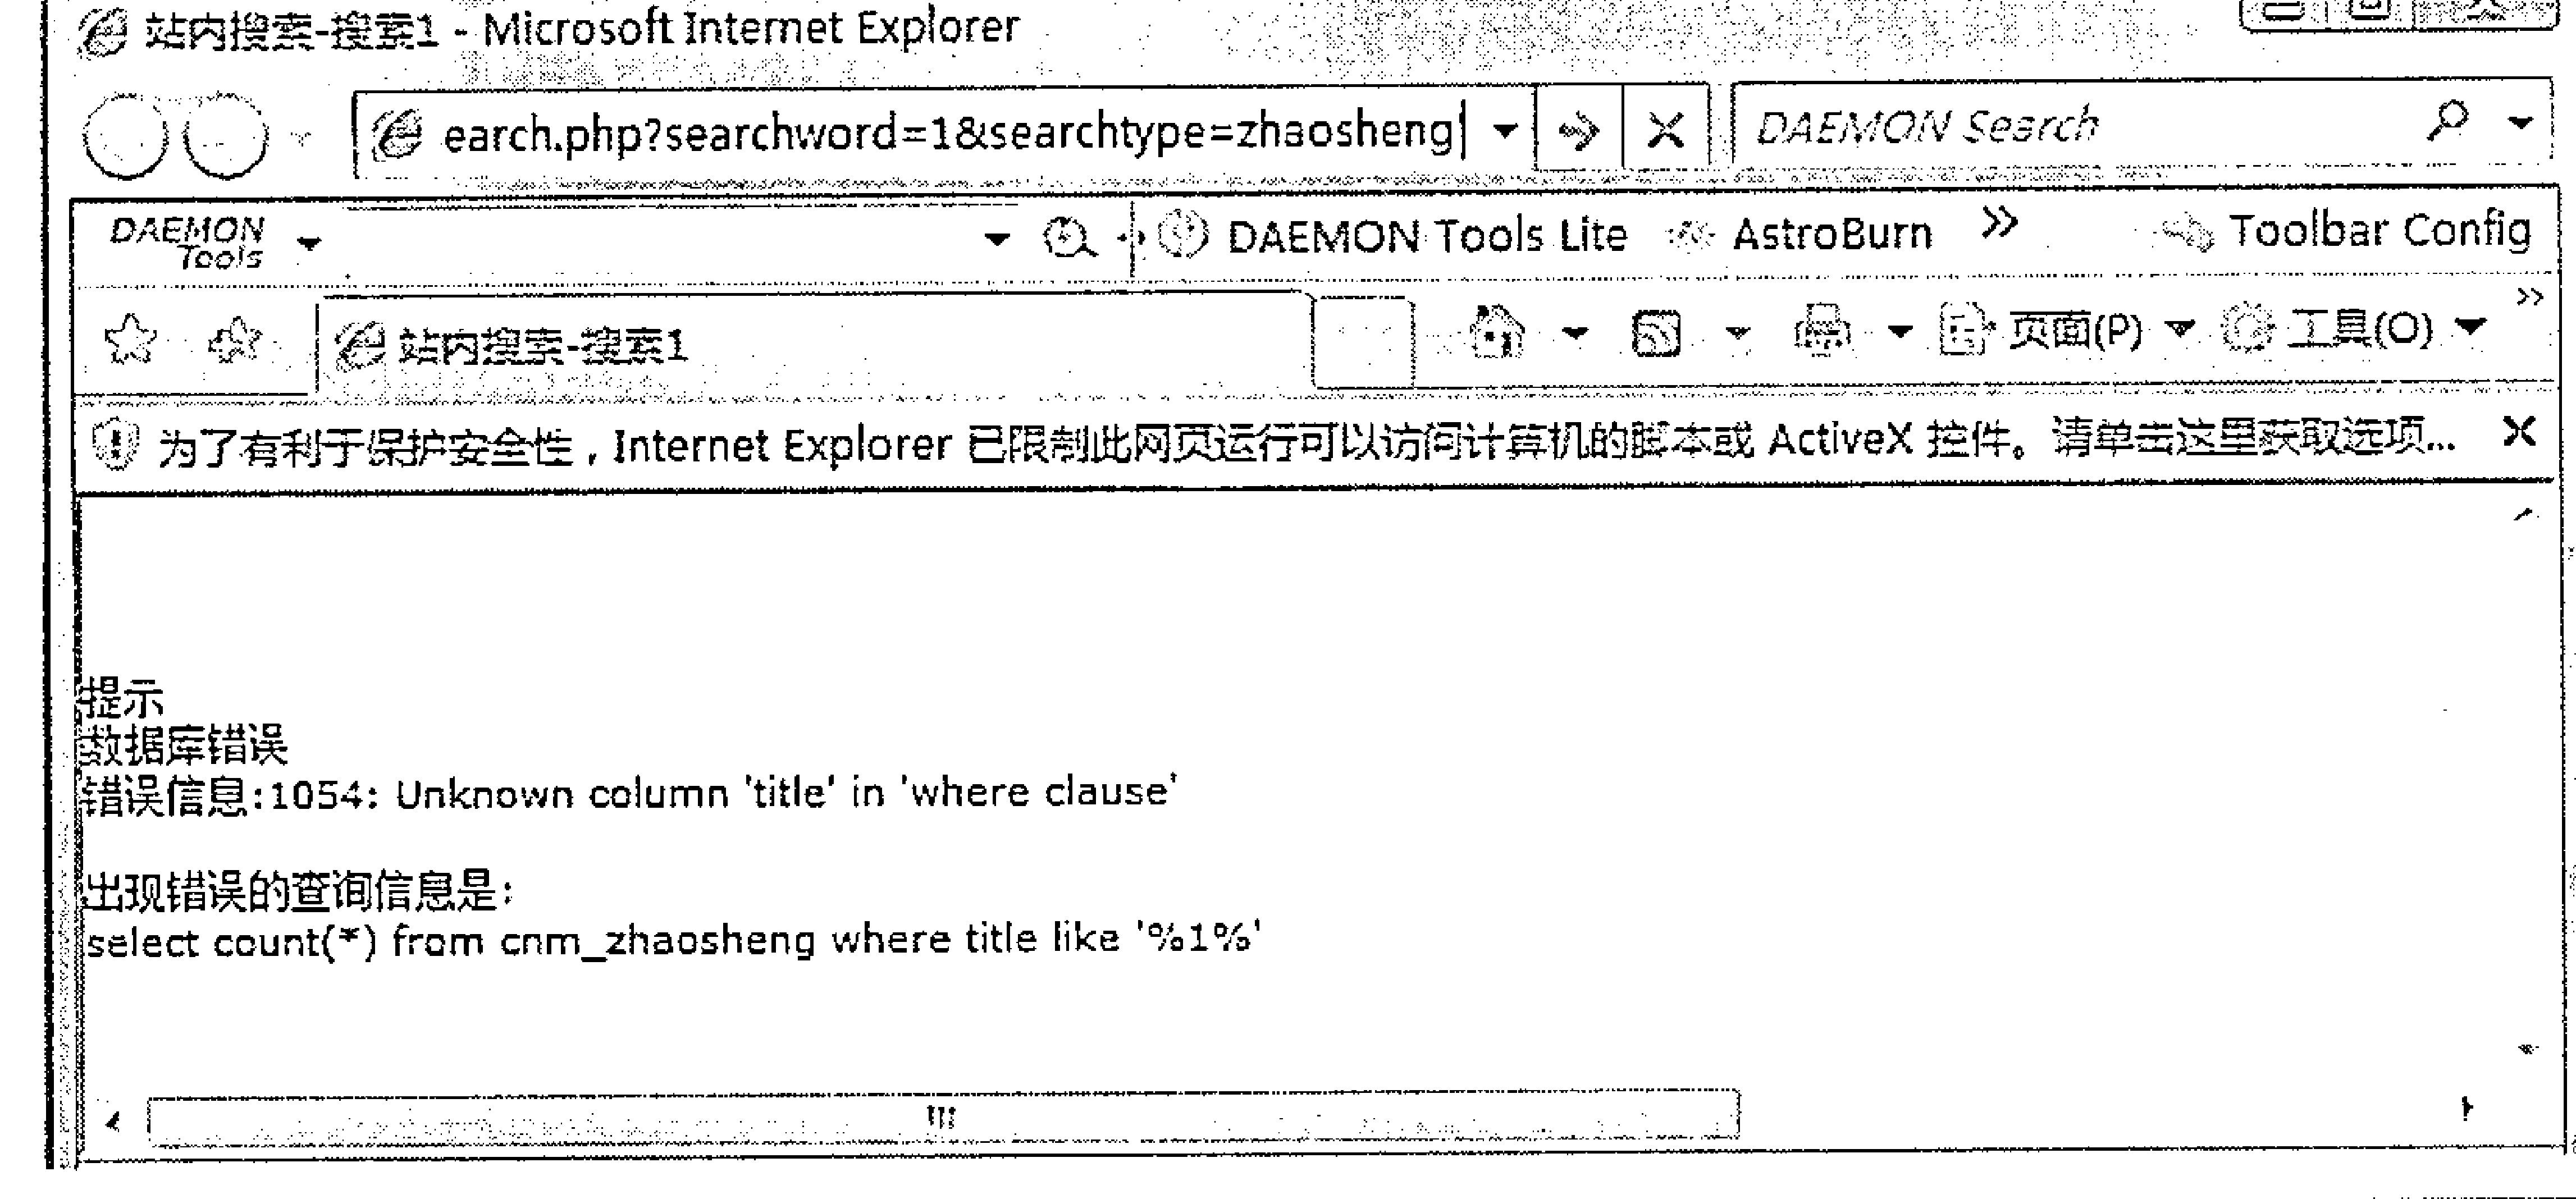 站内搜索-搜索1 - Microsoft Internet Explorer
earch.php?searchword=1&searchtype=zhaosheng
DAEMON Search
DAEMON Tools
DAEMON Tools Lite
AstroBurn
Toolbar Config
站内搜索-搜索1
页面(P)
工具(O)
为了有利于保护安全性，Internet Explorer 已限制此网页运行可以访问计算机的脚本或 ActiveX 控件。请单击这里获取选项...
提示
数据库错误
错误信息:1054: Unknown column 'title' in 'where clause'
出现错误的查询信息是：
select count(*) from cnm_zhaosheng where title like '%1%'